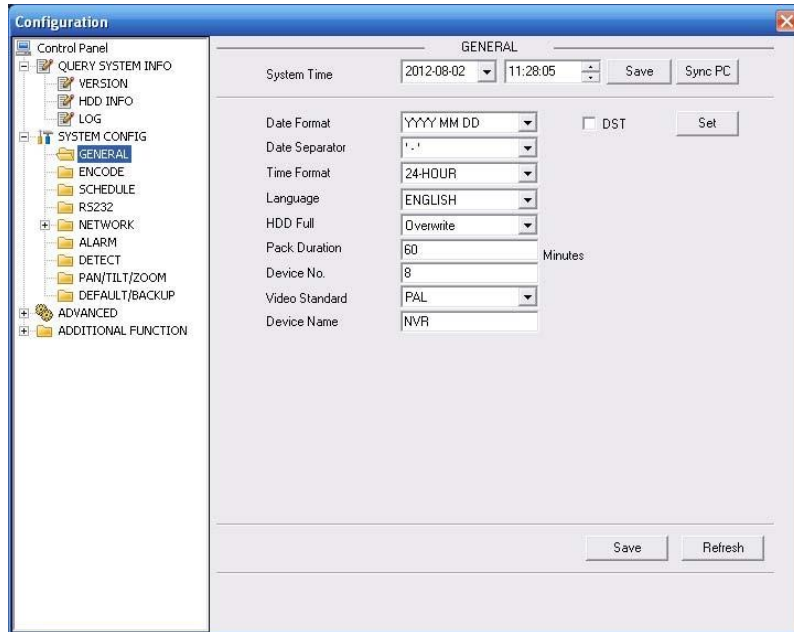 Configuration
Control Panel
QUERY SYSTEM INFO
VERSION
HDD INFO
LOG
SYSTEM CONFIG
GENERAL
ENCODE
SCHEDULE
RS232
NETWORK
ALARM
DETECT
PAN/TILT/ZOOM
DEFAULT/BACKUP
ADVANCED
ADDITIONAL FUNCTION
GENERAL
System Time 2012-08-02 11:28:05 Save Sync PC
Date Format YYYY MM DD DST Set
Date Separator '-'
Time Format 24-HOUR
Language ENGLISH
HDD Full Overwrite
Pack Duration 60 Minutes
Device No. 8
Video Standard PAL
Device Name NVR
Save Refresh